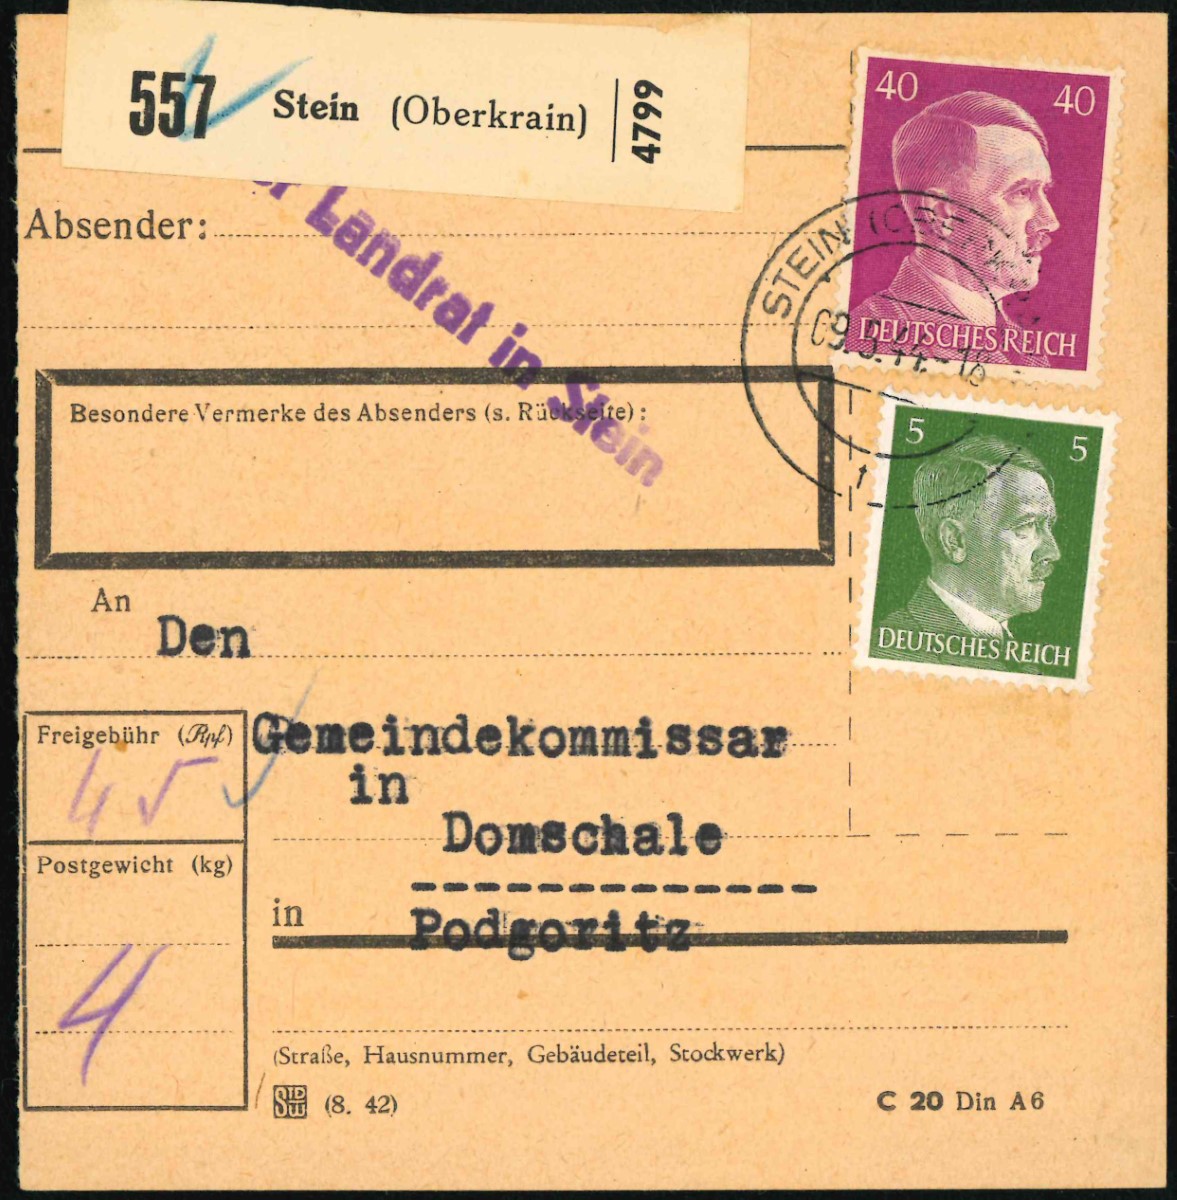 557 Stein (Oberkrain) 4799
40 40
DEUTSCHES REICH
Absender:
Landrat in Stein
STEIN
5 5
DEUTSCHES REICH
Besondere Vermerke des Absenders (s. Rückseite):
An
Den
Freigebühr (Rpf)
45
Gemeindekommissar
in
Domschale
Postgewicht (kg)
4
in
Podgoritz
(Straße, Hausnummer, Gebäudeteil, Stockwerk)
(8. 42)
C 20 Din A6